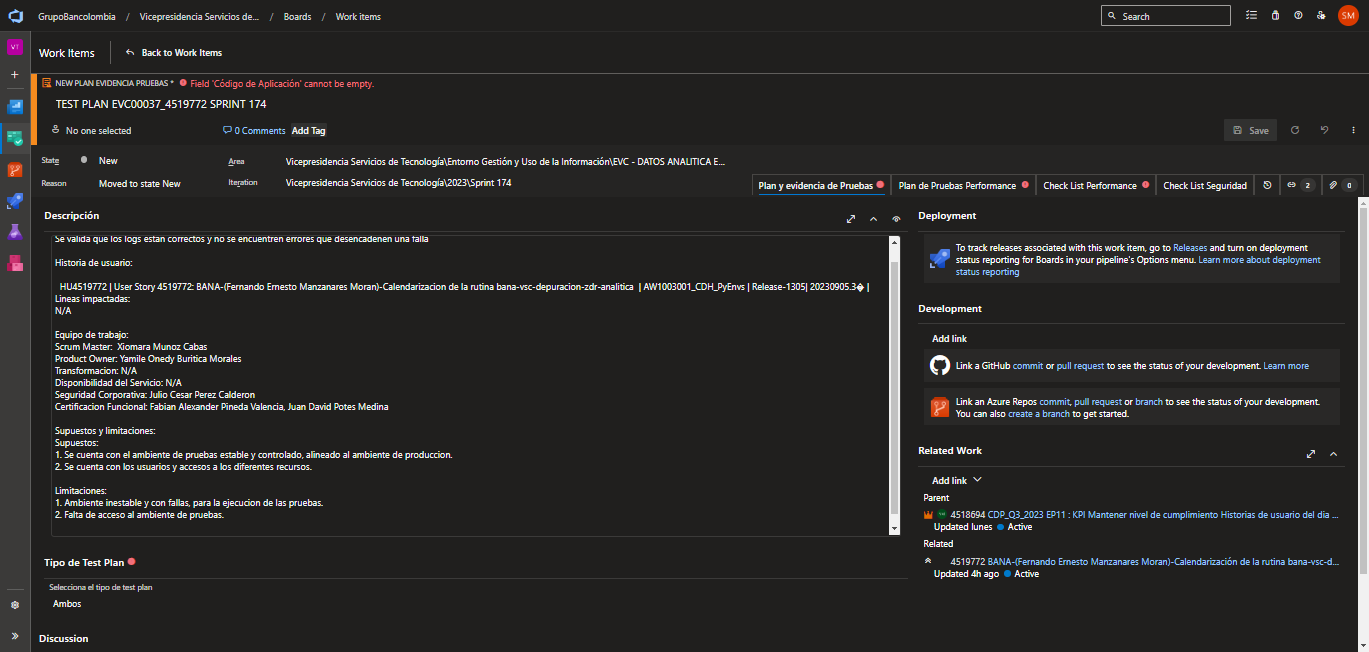 GrupoBancolombia / Vicepresidencia Servicios de... / Boards / Work items
Search
SM
VT
Work Items
Back to Work Items
NEW PLAN EVIDENCIA PRUEBAS * Field 'Código de Aplicación' cannot be empty.
TEST PLAN EVC00037_4519772 SPRINT 174
No one selected
0 Comments
Add Tag
Save
State
New
Area
Vicepresidencia Servicios de Tecnología\Entorno Gestión y Uso de la Información\EVC - DATOS ANALITICA E...
Reason
Moved to state New
Iteration
Vicepresidencia Servicios de Tecnología\2023\Sprint 174
Plan y evidencia de Pruebas
Plan de Pruebas Performance
Check List Performance
Check List Seguridad
2
0
Descripción
Se valida que los logs estan correctos y no se encuentren errores que desencadenen una falla
Historia de usuario:
HU4519772 | User Story 4519772: BANA-(Fernando Ernesto Manzanares Moran)-Calendarizacion de la rutina bana-vsc-depuracion-zdr-analitica | AW1003001_CDH_PyEnvs | Release-1305| 20230905.3� |
Lineas impactadas:
N/A
Equipo de trabajo:
Scrum Master: Xiomara Munoz Cabas
Product Owner: Yamile Onedy Buritica Morales
Transformacion: N/A
Disponibilidad del Servicio: N/A
Seguridad Corporativa: Julio Cesar Perez Calderon
Certificacion Funcional: Fabian Alexander Pineda Valencia, Juan David Potes Medina
Supuestos y limitaciones:
Supuestos:
1. Se cuenta con el ambiente de pruebas estable y controlado, alineado al ambiente de produccion.
2. Se cuenta con los usuarios y accesos a los diferentes recursos.
Limitaciones:
1. Ambiente inestable y con fallas, para la ejecucion de las pruebas.
2. Falta de acceso al ambiente de pruebas.
Tipo de Test Plan
Selecciona el tipo de test plan
Ambos
Discussion
Deployment
To track releases associated with this work item, go to Releases and turn on deployment
status reporting for Boards in your pipeline's Options menu. Learn more about deployment
status reporting
Development
Add link
Link a GitHub commit or pull request to see the status of your development. Learn more
Link an Azure Repos commit, pull request or branch to see the status of your development.
You can also create a branch to get started.
Related Work
Add link
Parent
4518694 CDP_Q3_2023 EP11 : KPI Mantener nivel de cumplimiento Historias de usuario del dia ...
Updated lunes Active
Related
4519772 BANA-(Fernando Ernesto Manzanares Moran)-Calendarización de la rutina bana-vsc-d...
Updated 4h ago Active